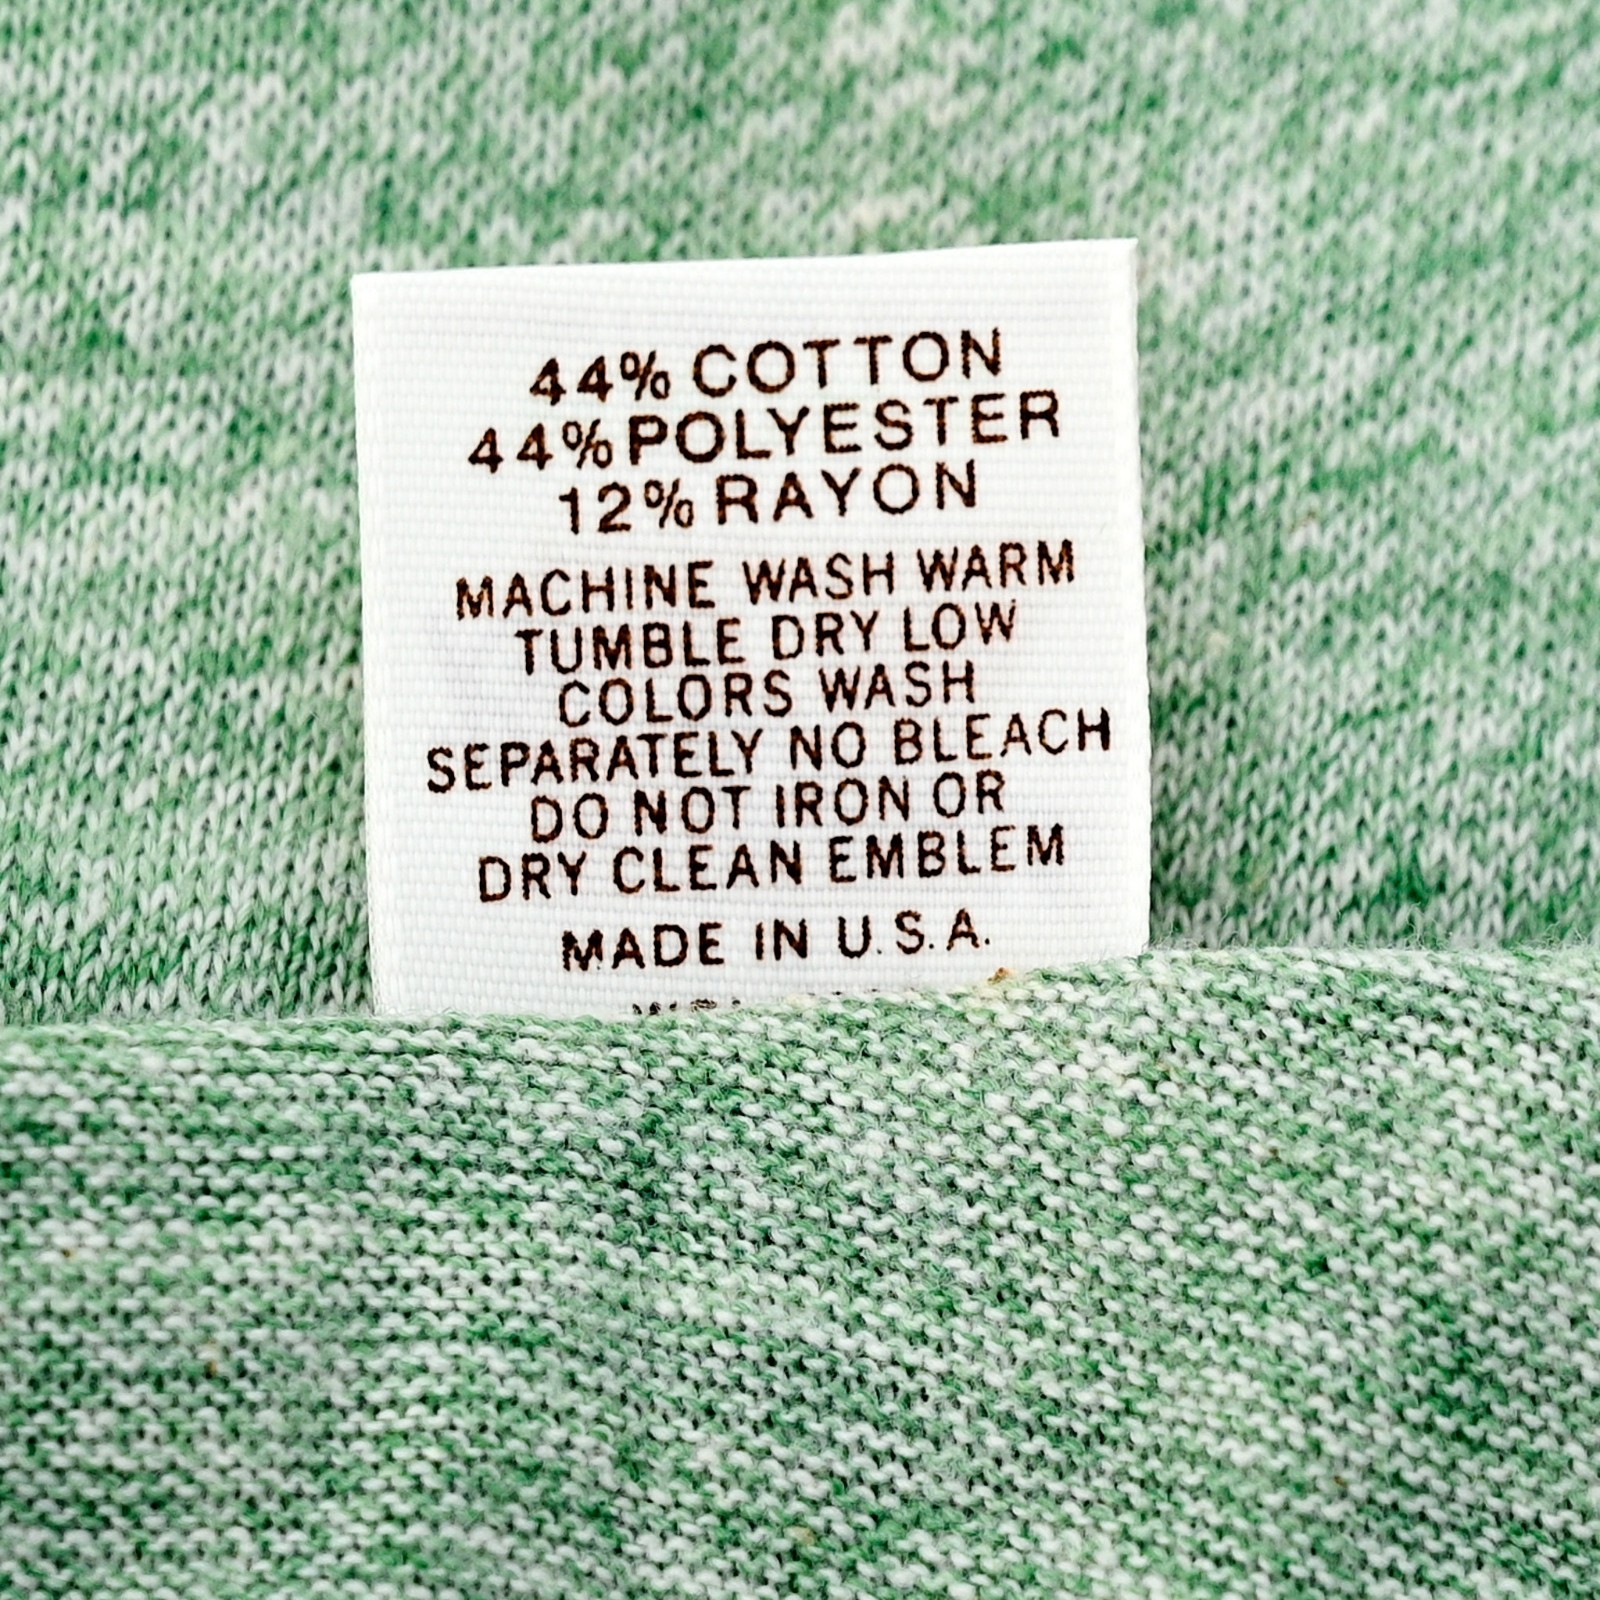 44% COTTON
44% POLYESTER
12% RAYON
MACHINE WASH WARM
TUMBLE DRY LOW
COLORS WASH
SEPARATELY NO BLEACH
DO NOT IRON OR
DRY CLEAN EMBLEM
MADE IN U.S.A.